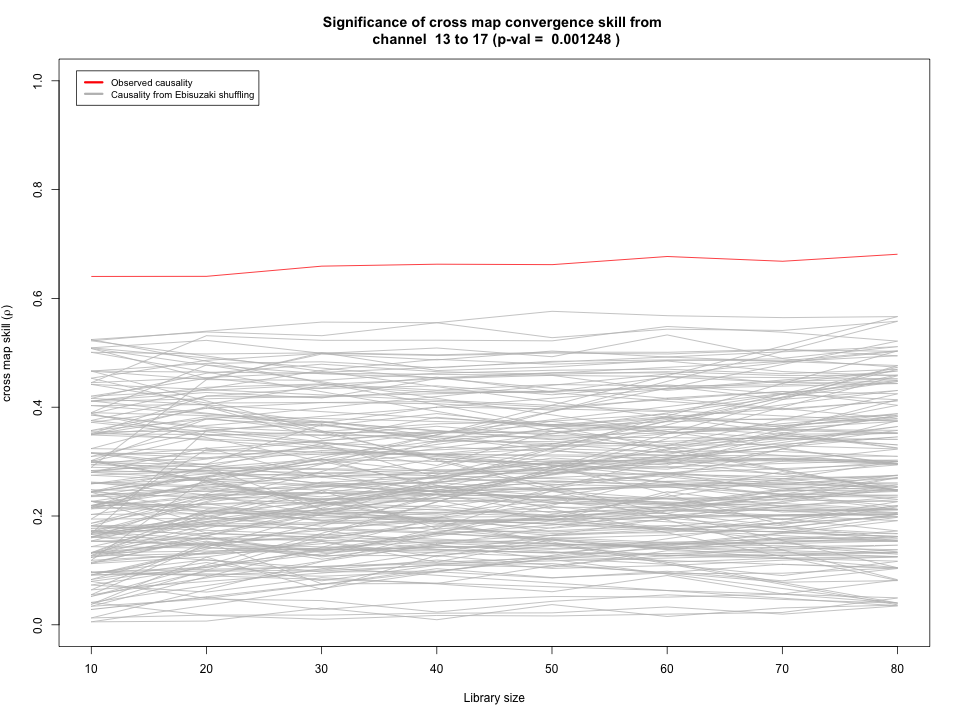 Significance of cross map convergence skill from
channel  13 to 17 (p-val =  0.001248 )
Observed causality
Causality from Ebisuzaki shuffling
cross map skill (ρ)
1.0
0.8
0.6
0.4
0.2
0.0
10 20 30 40 50 60 70 80
Library size